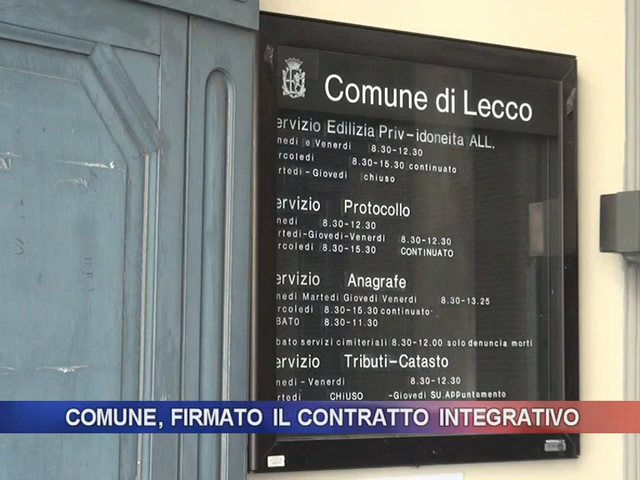 Comune di Lecco
ervizio Edilizia Priv-idoneita ALL.
nedi e Venerdi 8.30-12.30
rcoledi 8.30-15.30 continuato
rtedi-Giovedi chiuso
ervizio Protocollo
nedi 8.30-12.30
artedi-Giovedi-Venerdi 8.30-12.30
ercoledi 8.30-15.30 CONTINUATO
ervizio Anagrafe
nedi Martedi Giovedi Venerdi 8.30-13.25
rcoledi 8.30-15.30 continuato
BATO 8.30-11.30
bato servizi cimiteriali 8.30-12.00 solo denuncia morti
ervizio Tributi-Catasto
nedi - Venerdi 8.30-12.30
rtedi CHiUSO -Giovedi SU.APPuntamento
COMUNE, FIRMATO IL CONTRATTO INTEGRATIVO